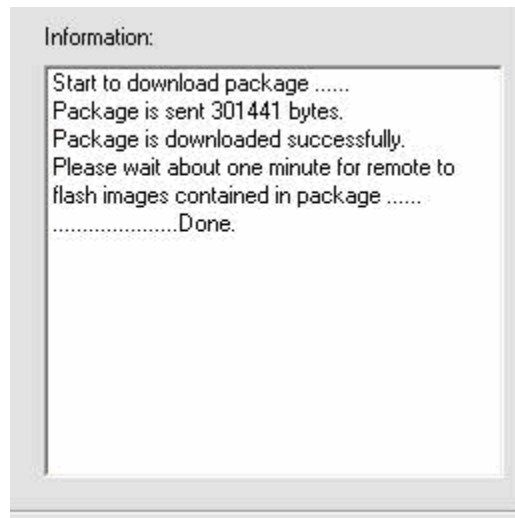 Information:
Start to download package ......
Package is sent 301441 bytes.
Package is downloaded successfully.
Please wait about one minute for remote to
flash images contained in package ......
.....................Done.